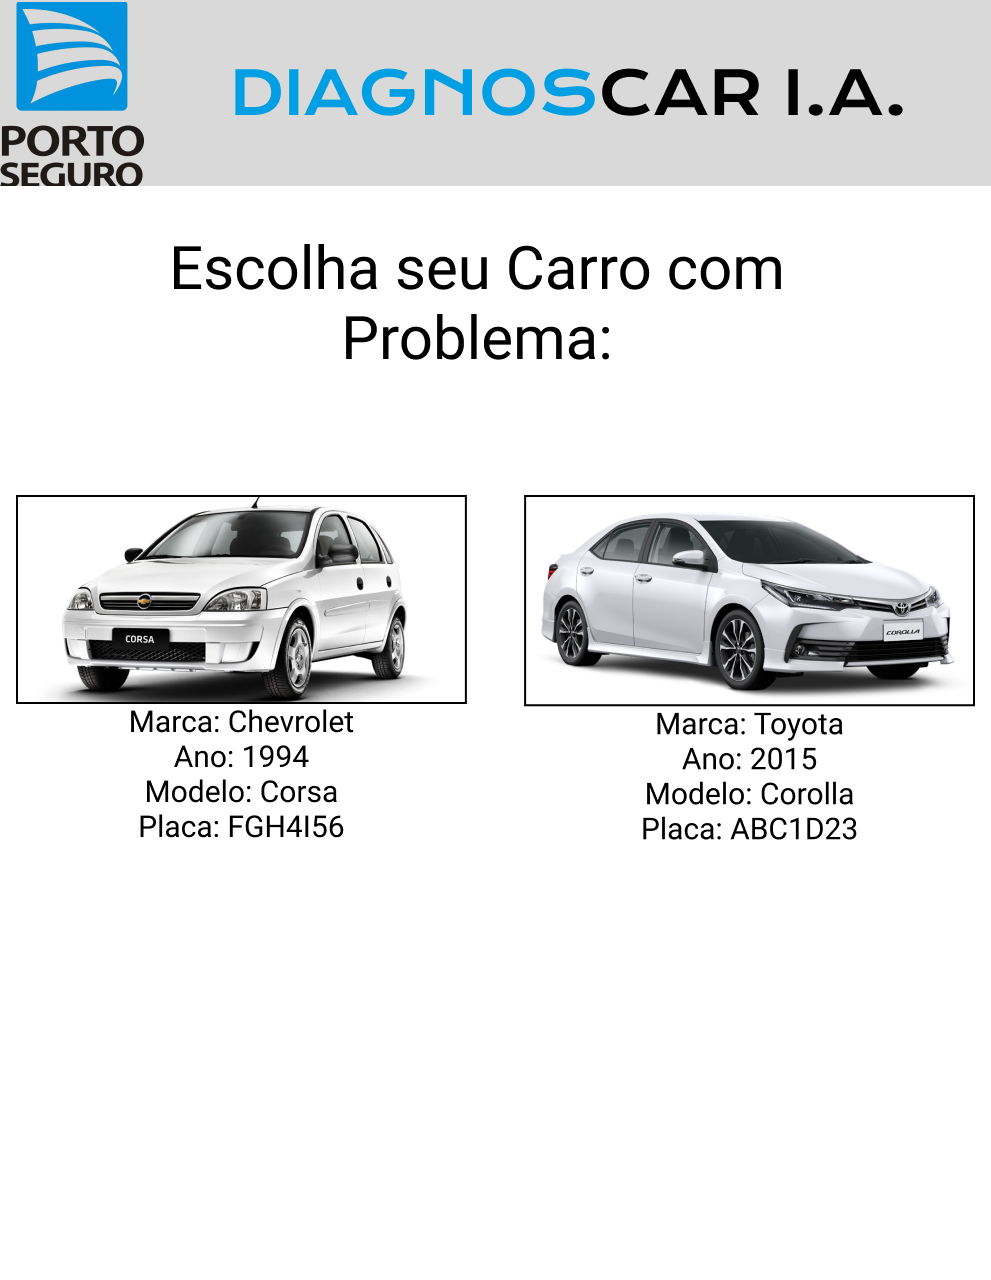 PORTO
SEGURO
DIAGNOSCAR I.A.
Escolha seu Carro com
Problema:
CORSA
Marca: Chevrolet
Ano: 1994
Modelo: Corsa
Placa: FGH4I56
COROLLA
Marca: Toyota
Ano: 2015
Modelo: Corolla
Placa: ABC1D23